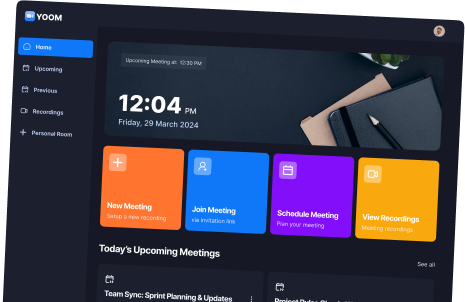 YOOM
Home
Upcoming
Previous
Recordings
Personal Room
Upcoming Meeting at: 12:30 PM
12:04 PM
Friday, 29 March 2024
New Meeting
Setup a new recording
Join Meeting
via invitation link
Schedule Meeting
Plan your meeting
View Recordings
Meeting recordings
Today's Upcoming Meetings
See all
Team Sync: Sprint Planning & Updates